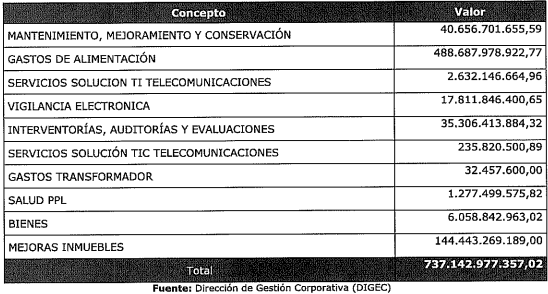 Concepto Valor
MANTENIMIENTO, MEJORAMIENTO Y CONSERVACIÓN 40.656.701.655,59
GASTOS DE ALIMENTACIÓN 488.687.978.922,77
SERVICIOS SOLUCION TI TELECOMUNICACIONES 2.632.146.664,96
VIGILANCIA ELECTRONICA 17.811.846.400,65
INTERVENTORÍAS, AUDITORÍAS Y EVALUACIONES 35.306.413.884,32
SERVICIOS SOLUCIÓN TIC TELECOMUNICACIONES 235.820.500,89
GASTOS TRANSFORMADOR 32.457.600,00
SALUD PPL 1.277.499.575,82
BIENES 6.058.842.963,02
MEJORAS INMUEBLES 144.443.269.189,00
Total 737.142.977.357,02
Fuente: Dirección de Gestión Corporativa (DIGEC)